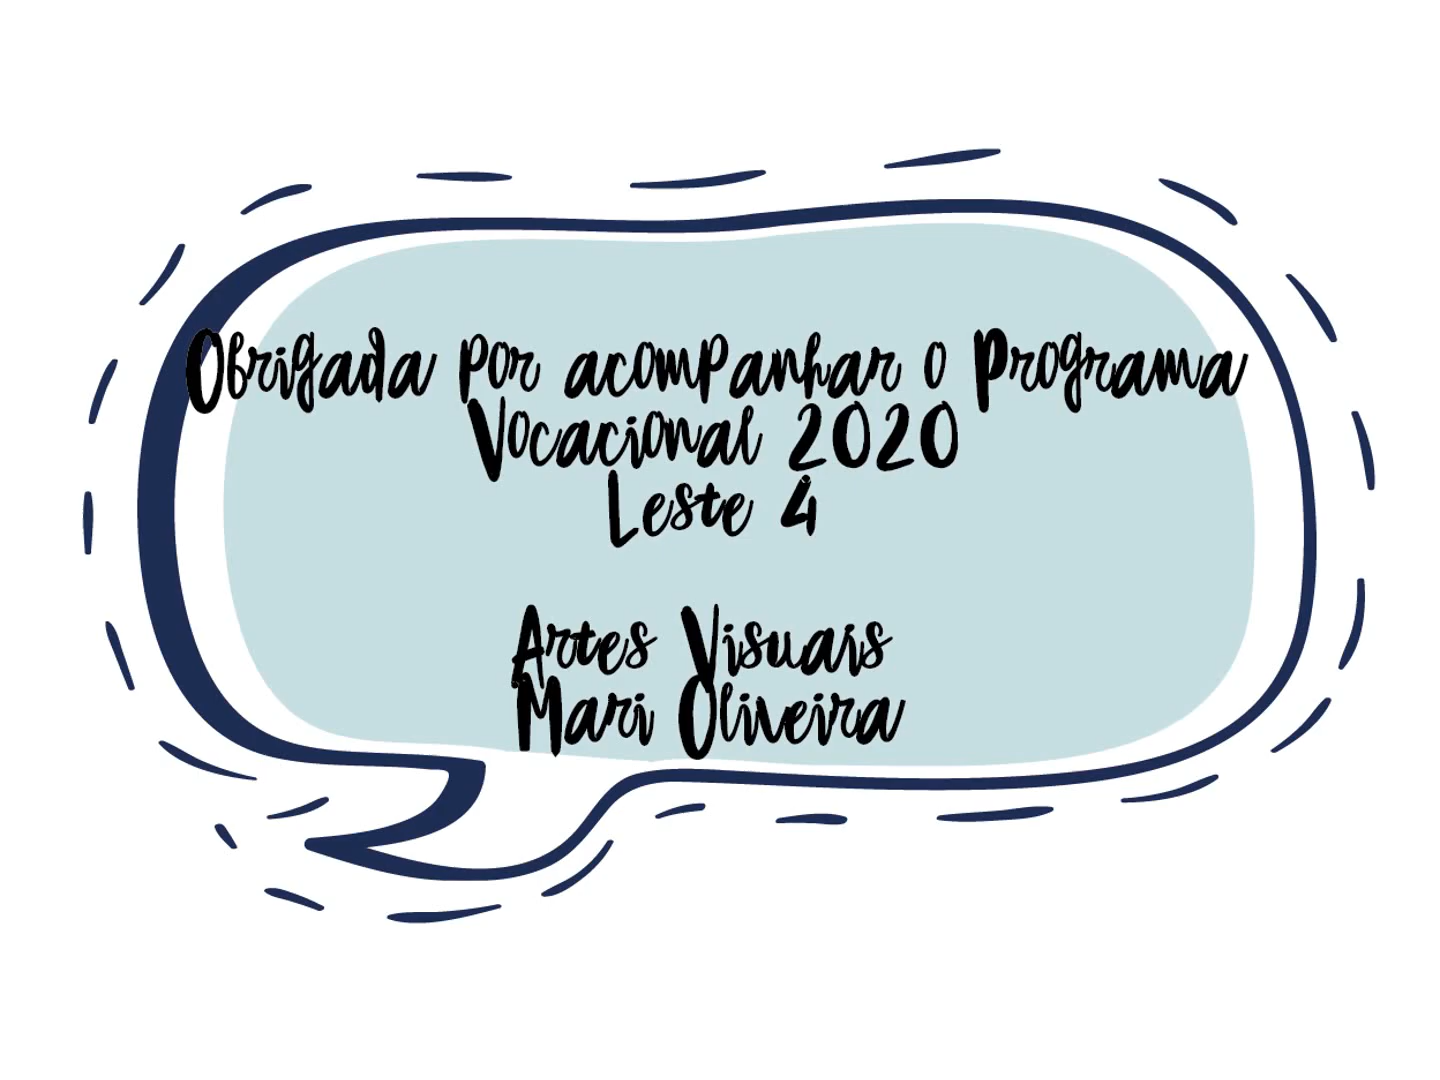 Obrigada por acompanhar o Programa
Vocacional 2020
Leste 4
Artes Visuais
Mari Oliveira